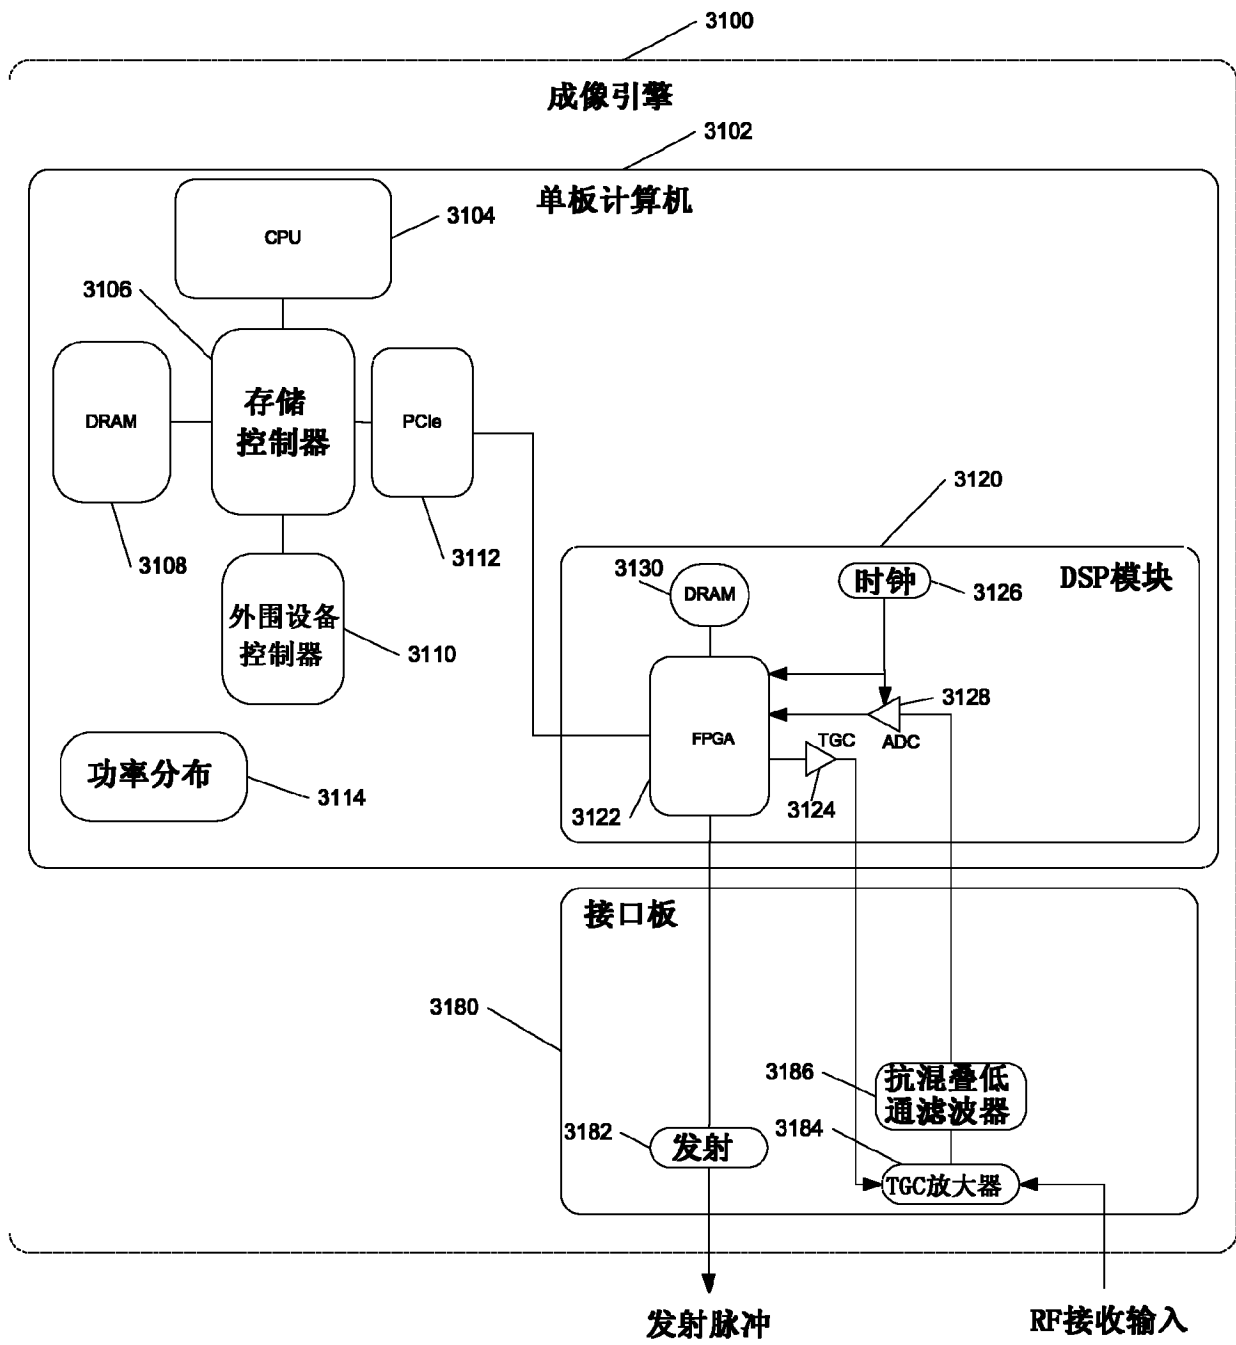 3100
成像引擎
3102
单板计算机
3104
CPU
3106
存储
控制器
DRAM
PCIe
3108
3112
外围设备
控制器
3110
功率分布
3114
3120
DSP模块
3130
DRAM
时钟
3126
3128
ADC
FPGA
TGC
3122
3124
接口板
3180
3186
抗混叠低
通滤波器
3182
发射
3184
TGC放大器
发射脉冲
RF接收输入